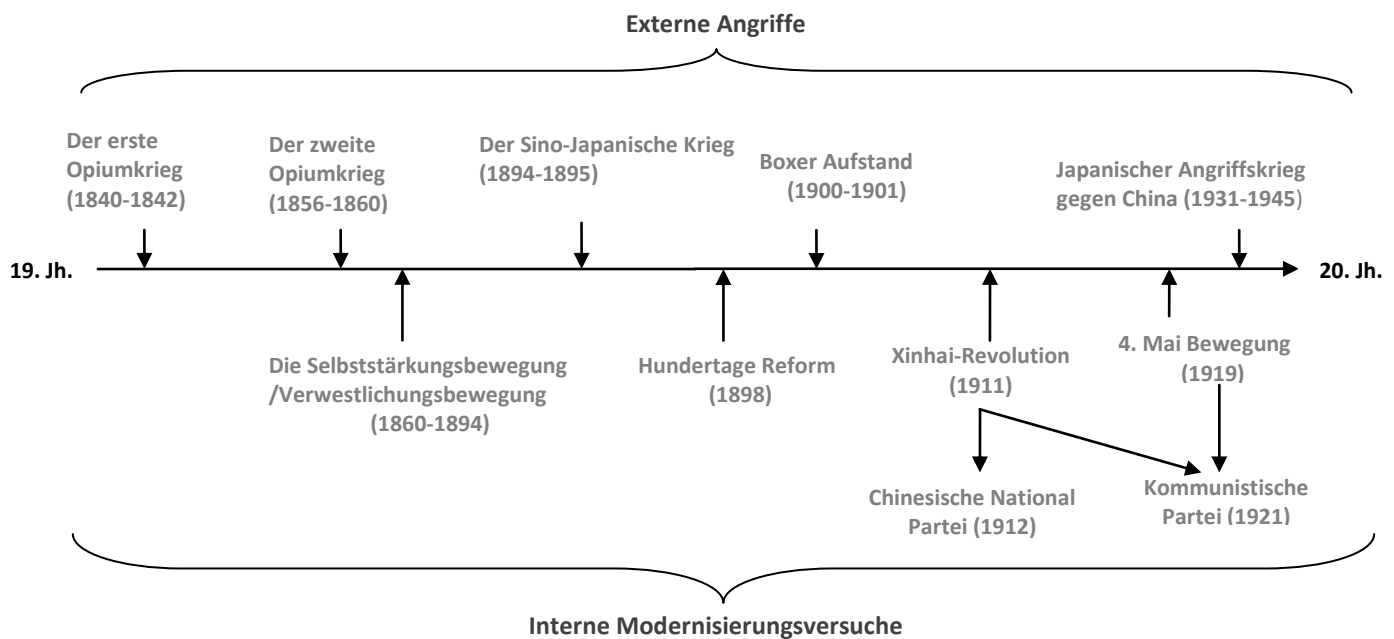 Externe Angriffe
Der erste
Opiumkrieg
(1840-1842)
Der zweite
Opiumkrieg
(1856-1860)
Der Sino-Japanische Krieg
(1894-1895)
Boxer Aufstand
(1900-1901)
Japanischer Angriffskrieg
gegen China (1931-1945)
19. Jh.
20. Jh.
Die Selbststärkungsbewegung
/Verwestlichungsbewegung
(1860-1894)
Hundertage Reform
(1898)
Xinhai-Revolution
(1911)
4. Mai Bewegung
(1919)
Chinesische National
Partei (1912)
Kommunistische
Partei (1921)
Interne Modernisierungsversuche